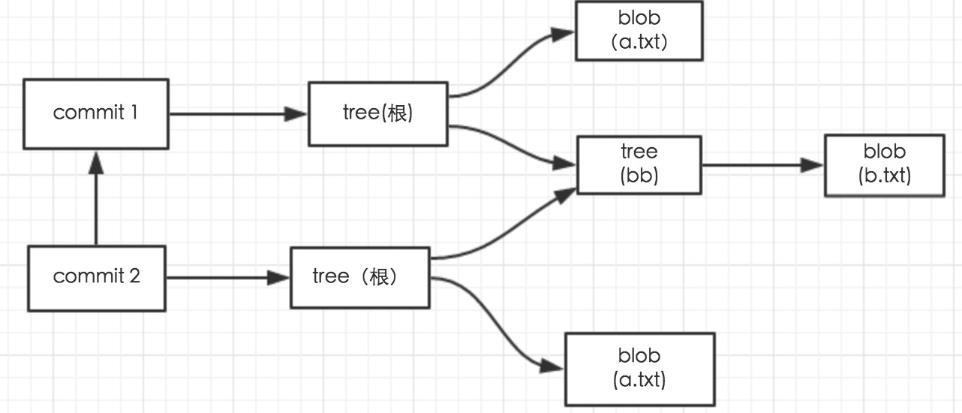 blob
（a.txt）
commit 1
tree(根)
tree
(bb)
blob
(b.txt)
commit 2
tree（根）
blob
(a.txt)